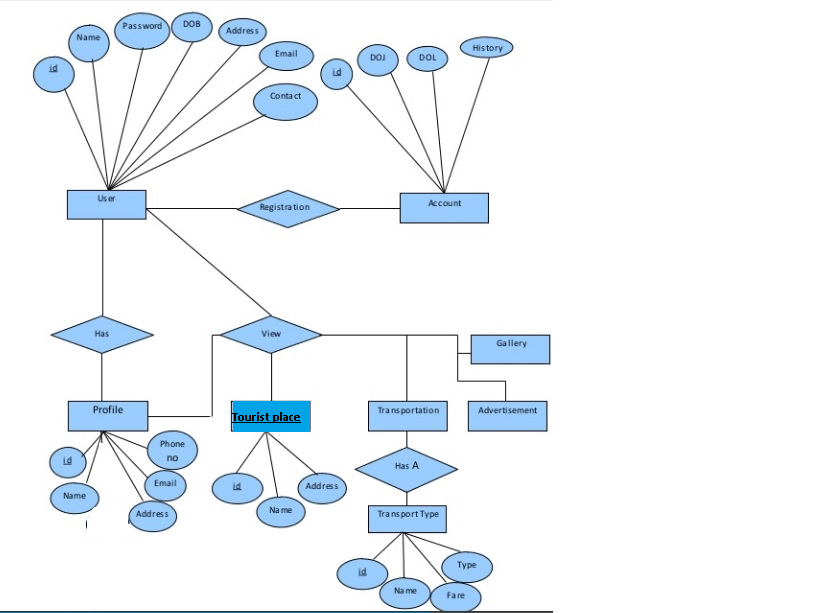 Password
DOB
Name
Address
Email
id
Contact
id
DOJ
DOL
History
User
Registration
Account
Has
View
Gallery
Profile
Tourist place
Transportation
Advertisement
id
Phone
no
Name
Email
Address
id
Name
Address
Has A
Transport Type
id
Name
Fare
Type